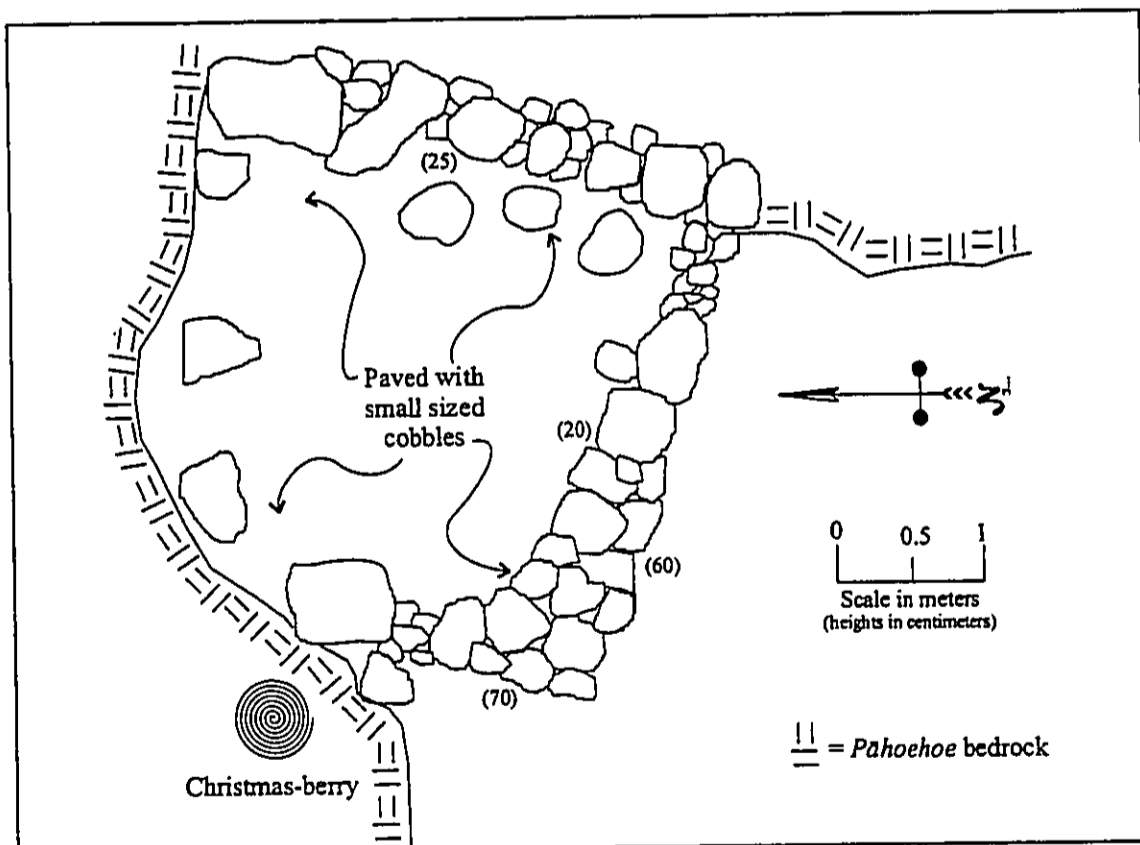 (25)
Paved with
small sized
cobbles
(20)
(60)
(70)
0 0.5 1
Scale in meters
(heights in centimeters)
Christmas-berry
= Pāhoehoe bedrock